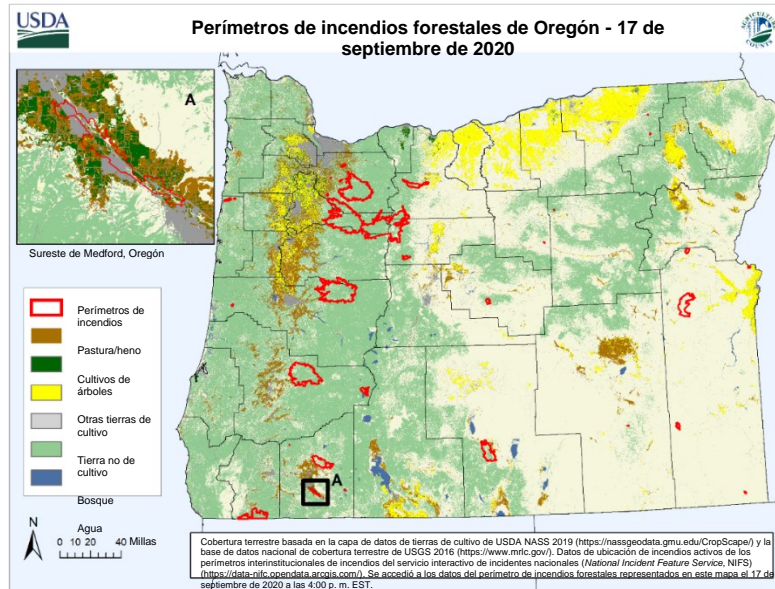 USDA
Perímetros de incendios forestales de Oregón - 17 de
septiembre de 2020
AGRICULTURE
COUNTS
A
Sureste de Medford, Oregón
Perímetros de
incendios
Pastura/heno
Cultivos de
árboles
Otras tierras de
cultivo
Tierra no de
cultivo
Bosque
Agua
A
N
0 10 20 40 Millas
Cobertura terrestre basada en la capa de datos de tierras de cultivo de USDA NASS 2019 (https://nassgeodata.gmu.edu/CropScape/) y la
base de datos nacional de cobertura terrestre de USGS 2016 (https://www.mrlc.gov/). Datos de ubicación de incendios activos de los
perímetros interinstitucionales de incendios del servicio interactivo de incidentes nacionales (National Incident Feature Service, NIFS)
(https://data-nifc.opendata.arcgis.com/). Se accedió a los datos del perímetro de incendios forestales representados en este mapa el 17 de
septiembre de 2020 a las 4:00 p. m. EST.